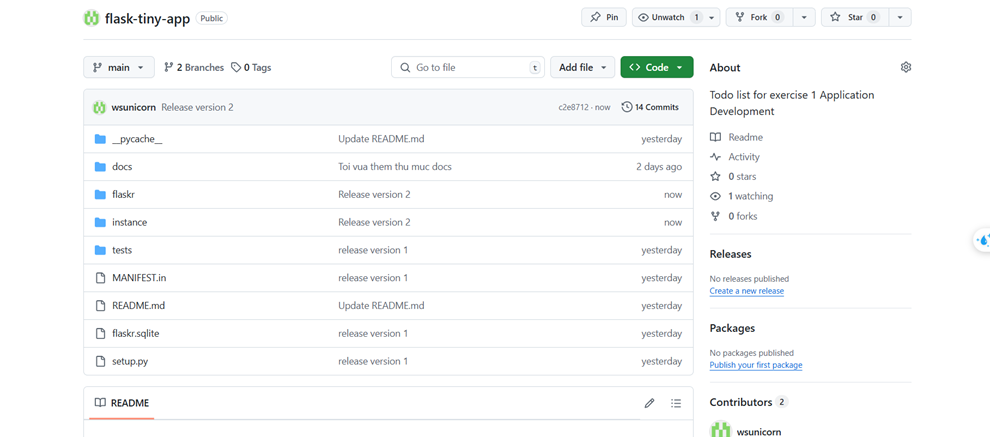 flask-tiny-app Public
Pin
Unwatch 1
Fork 0
Star 0
main
2 Branches
0 Tags
Go to file t
Add file
Code
wsunicorn Release version 2 c2e8712 · now 14 Commits
__pycache__ Update README.md yesterday
docs Toi vua them thu muc docs 2 days ago
flaskr Release version 2 now
instance Release version 2 now
tests release version 1 yesterday
MANIFEST.in release version 1 yesterday
README.md Update README.md yesterday
flaskr.sqlite release version 1 yesterday
setup.py release version 1 yesterday
README
About
Todo list for exercise 1 Application
Development
Readme
Activity
0 stars
1 watching
0 forks
Releases
No releases published
Create a new release
Packages
No packages published
Publish your first package
Contributors 2
wsunicorn